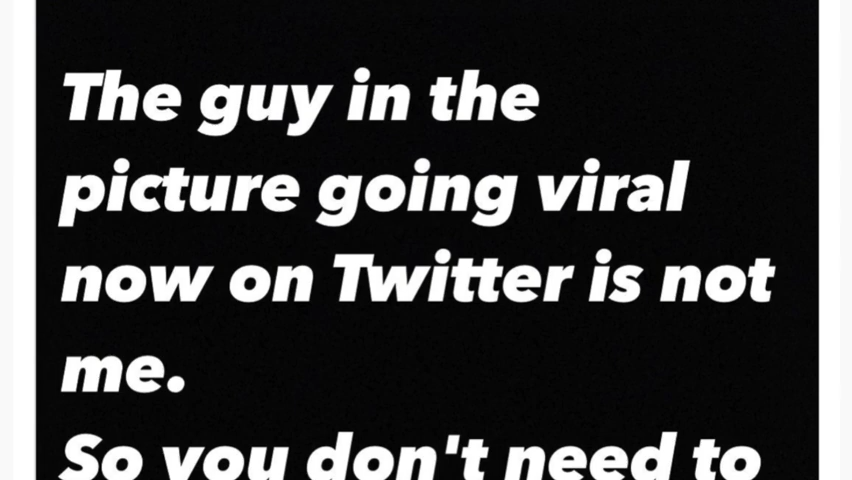 The guy in the
picture going viral
now on Twitter is not
me.
So you don't need to